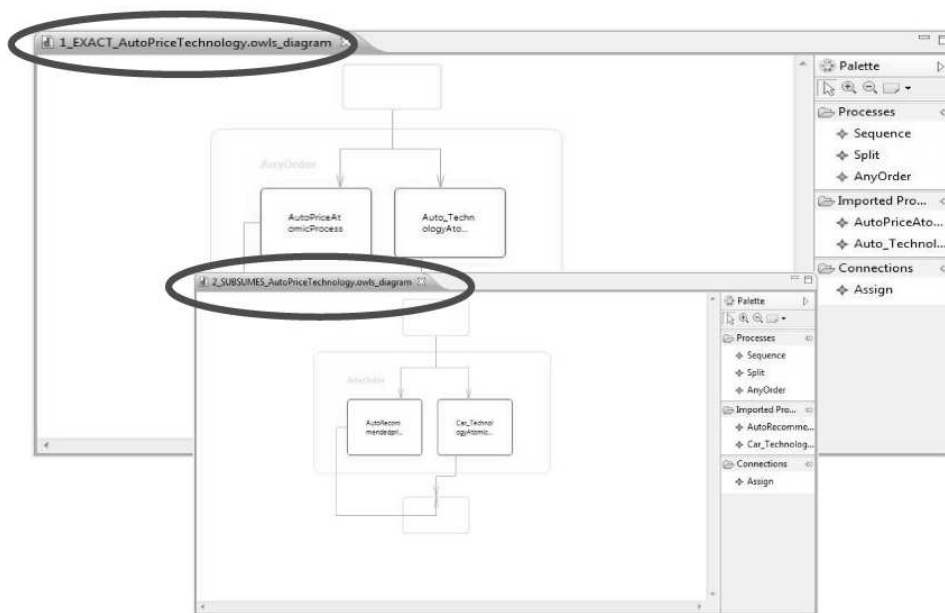 1_EXACT_AutoPriceTechnology.owls_diagram
Palette
Processes
Sequence
Split
AnyOrder
Imported Pro...
AutoPriceAto...
Auto_Technol...
Connections
Assign
AnyOrder
AutoPriceAt
omicProcess
Auto_Techn
ologyAto...
2_SUBSUMES_AutoPriceTechnology.owls_diagram
Palette
Processes
Sequence
Split
AnyOrder
Imported Pro...
AutoRecomme...
Car_Technolog...
Connections
Assign
AnyOrder
AutoRecom
mendedpri...
Car_Technol
ogyAtomic...